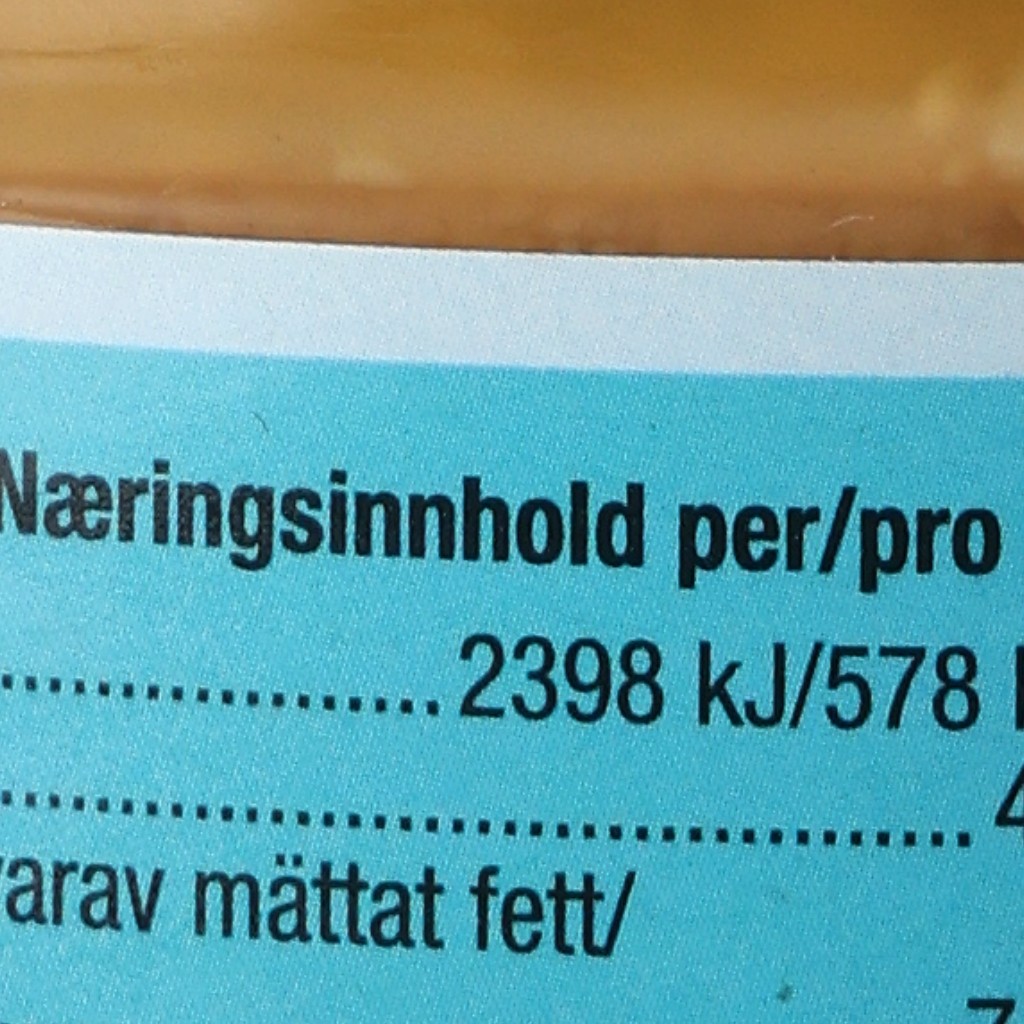 Næringsinnhold per/pro
....................2398 kJ/578
varav mättat fett/